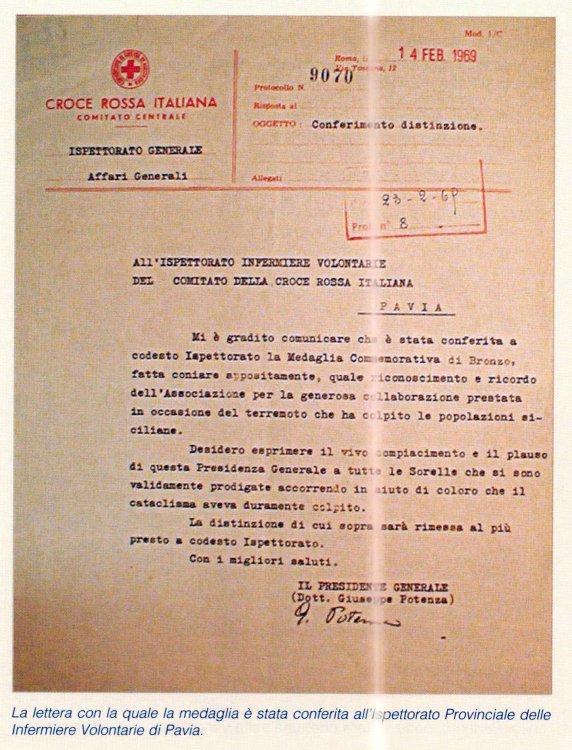 Mod. 1/C
Roma, li 14 FEB. 1969
Via Toscana, 12
Protocollo N. 9070
CROCE ROSSA ITALIANA
COMITATO CENTRALE
Risposta al
OGGETTO: Conferimento distinzione.
ISPETTORATO GENERALE
Affari Generali
Allegati
23-2-69
Prot. n° 8
All'ISPETTORATO INFERMIERE VOLONTARIE
DEL COMITATO DELLA CROCE ROSSA ITALIANA
PAVIA
Mi è gradito comunicare che è stata conferita a
codesto Ispettorato la Medaglia Commemorativa di Bronzo,
fatta coniare appositamente, quale riconoscimento e ricordo
dell'Associazione per la generosa collaborazione prestata
in occasione del terremoto che ha colpito le popolazioni si-
ciliane.
Desidero esprimere il vivo compiacimento e il plauso
di questa Presidenza Generale a tutte le Sorelle che si sono
validamente prodigate accorrendo in aiuto di coloro che il
cataclisma aveva duramente colpito.
La distinzione di cui sopra sarà rimessa al più
presto a codesto Ispettorato.
Con i migliori saluti.
IL PRESIDENTE GENERALE
(Dott. Giuseppe Potenza)
G. Potenza
La lettera con la quale la medaglia è stata conferita all'Ispettorato Provinciale delle
Infermiere Volontarie di Pavia.